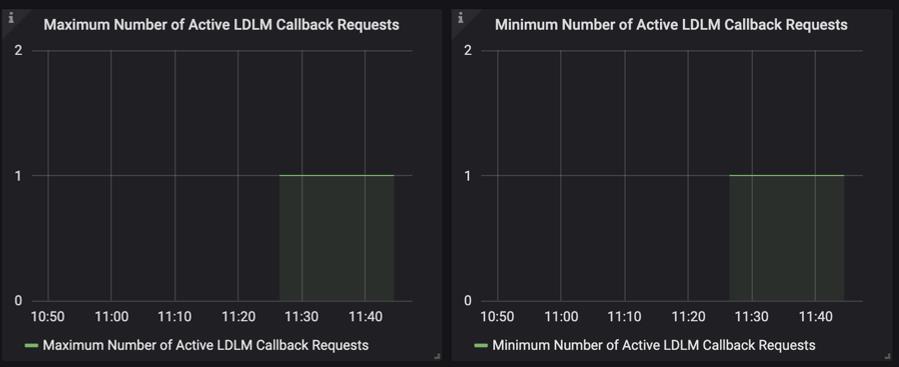 Maximum Number of Active LDLM Callback Requests
2
1
0
10:50 11:00 11:10 11:20 11:30 11:40
Maximum Number of Active LDLM Callback Requests
Minimum Number of Active LDLM Callback Requests
2
1
0
10:50 11:00 11:10 11:20 11:30 11:40
Minimum Number of Active LDLM Callback Requests